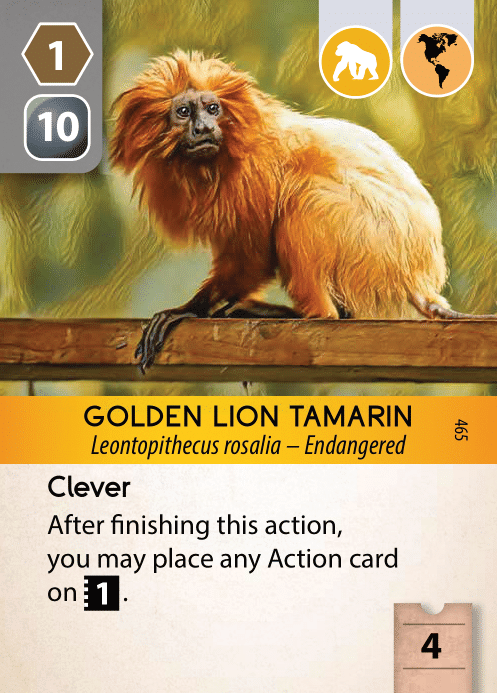 1
10
GOLDEN LION TAMARIN
Leontopithecus rosalia – Endangered
465
Clever
After finishing this action,
you may place any Action card
on 1.
4